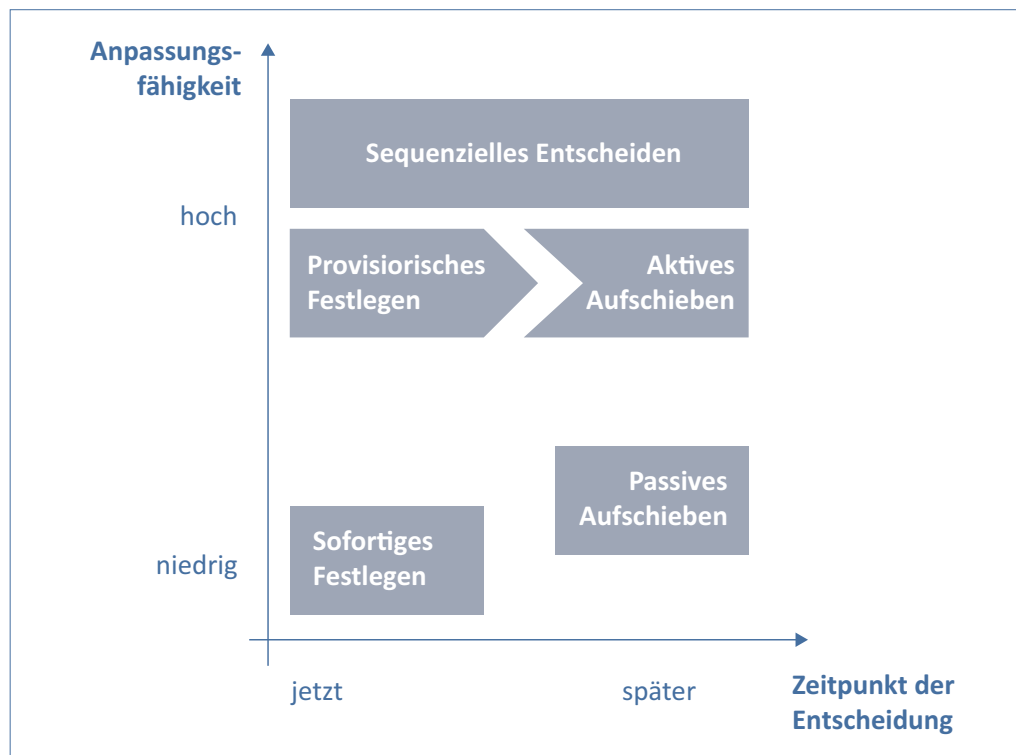 Anpassungs-
fähigkeit
Sequenzielles Entscheiden
hoch
Provisiorisches
Festlegen
Aktives
Aufschieben
Passives
Aufschieben
Sofortiges
Festlegen
niedrig
jetzt
später
Zeitpunkt der
Entscheidung